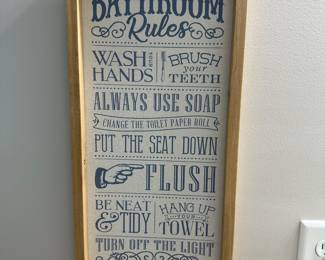 BATHROOM
Rules
WASH your HANDS
BRUSH your TEETH
ALWAYS USE SOAP
CHANGE THE TOILET PAPER ROLL
PUT THE SEAT DOWN
FLUSH
BE NEAT & TIDY
HANG UP YOUR TOWEL
TURN OFF THE LIGHT